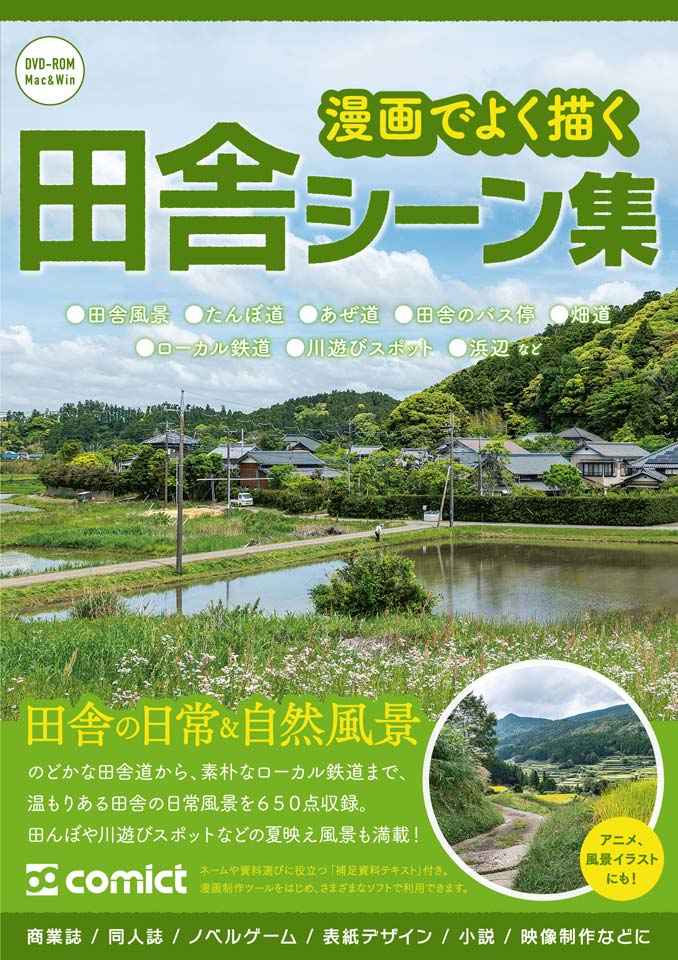 DVD-ROM
Mac&Win
漫画でよく描く
田舎シーン集
●田舎風景 ●たんぼ道 ●あぜ道 ●田舎のバス停 ●畑道
●ローカル鉄道 ●川遊びスポット ●浜辺 など
田舎の日常&自然風景
のどかな田舎道から、素朴なローカル鉄道まで、
温もりある田舎の日常風景を650点収録。
田んぼや川遊びスポットなどの夏映え風景も満載!
アニメ、
風景イラスト
にも!
comict
ネームや資料選びに役立つ「補足資料テキスト」付き。
漫画制作ツールをはじめ、さまざまなソフトで利用できます。
商業誌 / 同人誌 / ノベルゲーム / 表紙デザイン / 小説 / 映像制作などに